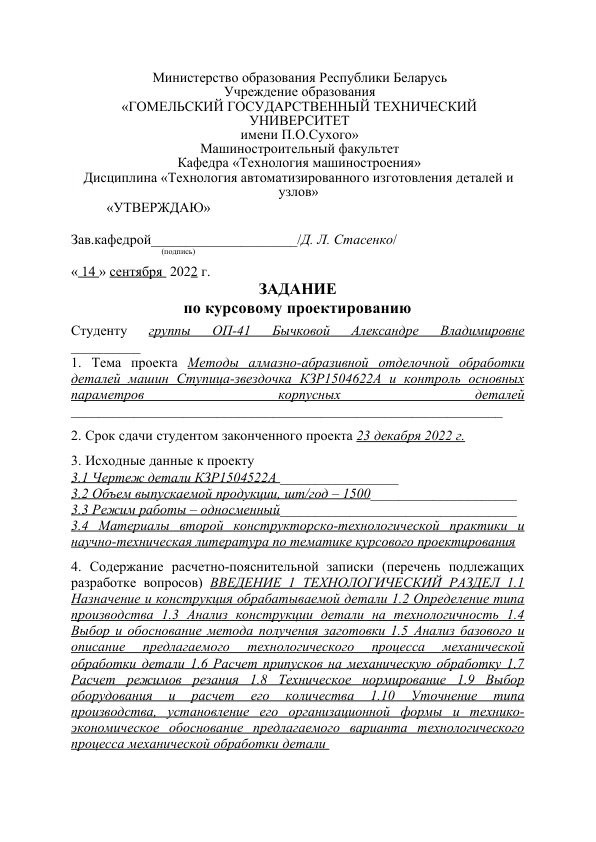 Министерство образования Республики Беларусь
Учреждение образования
«ГОМЕЛЬСКИЙ ГОСУДАРСТВЕННЫЙ ТЕХНИЧЕСКИЙ
УНИВЕРСИТЕТ
имени П.О.Сухого»
Машиностроительный факультет
Кафедра «Технология машиностроения»
Дисциплина «Технология автоматизированного изготовления деталей и
узлов»
«УТВЕРЖДАЮ»
Зав.кафедрой_____________________/Д. Л. Стасенко/
(подпись)
« 14 » сентября 2022 г.
ЗАДАНИЕ
по курсовому проектированию
Студенту группы ОП-41 Бычковой Александре Владимировне
__________
1. Тема проекта Методы алмазно-абразивной отделочной обработки
деталей машин Ступица-звездочка КЗР1504622А и контроль основных
параметров корпусных деталей
______________________________________________________________
2. Срок сдачи студентом законченного проекта 23 декабря 2022 г.
3. Исходные данные к проекту
3.1 Чертеж детали КЗР1504522А _________________
3.2 Объем выпускаемой продукции, шт/год – 1500_____________________
3.3 Режим работы – односменный__________________________________
3.4 Материалы второй конструкторско-технологической практики и
научно-техническая литература по тематике курсового проектирования
4. Содержание расчетно-пояснительной записки (перечень подлежащих
разработке вопросов) ВВЕДЕНИЕ 1 ТЕХНОЛОГИЧЕСКИЙ РАЗДЕЛ 1.1
Назначение и конструкция обрабатываемой детали 1.2 Определение типа
производства 1.3 Анализ конструкции детали на технологичность 1.4
Выбор и обоснование метода получения заготовки 1.5 Анализ базового и
описание предлагаемого технологического процесса механической
обработки детали 1.6 Расчет припусков на механическую обработку 1.7
Расчет режимов резания 1.8 Техническое нормирование 1.9 Выбор
оборудования и расчет его количества 1.10 Уточнение типа
производства, установление его организационной формы и технико-
экономическое обоснование предлагаемого варианта технологического
процесса механической обработки детали